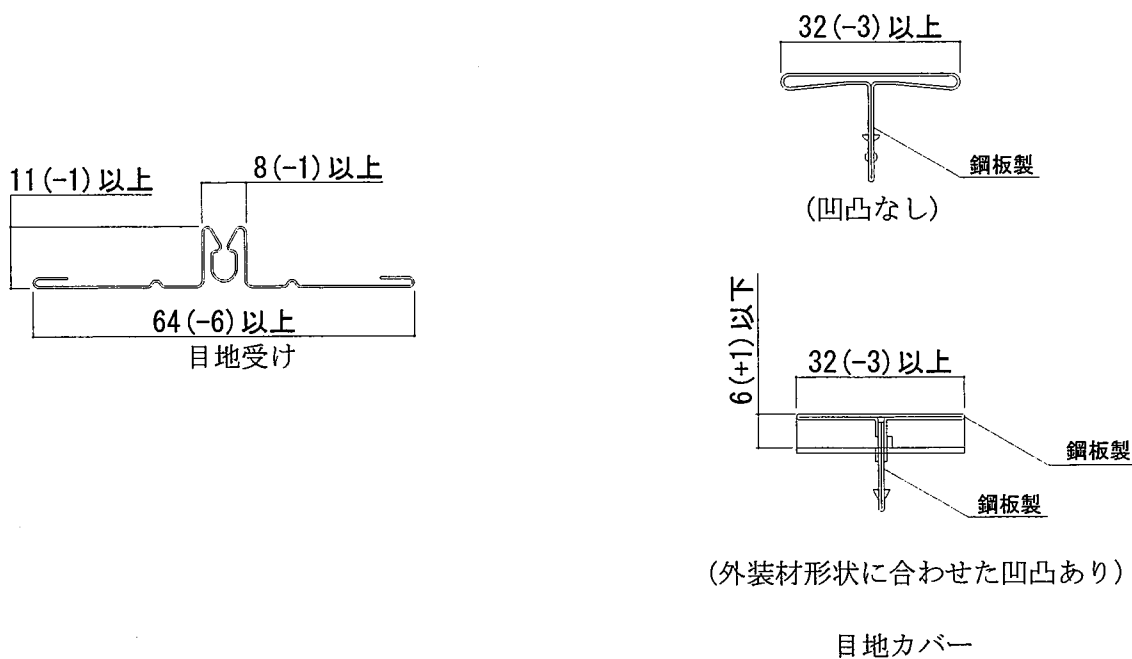 11(-1)以上
8(-1)以上
64(-6)以上
目地受け
32(-3)以上
鋼板製
(凹凸なし)
6(+1)以下
32(-3)以上
鋼板製
鋼板製
(外装材形状に合わせた凹凸あり)
目地カバー